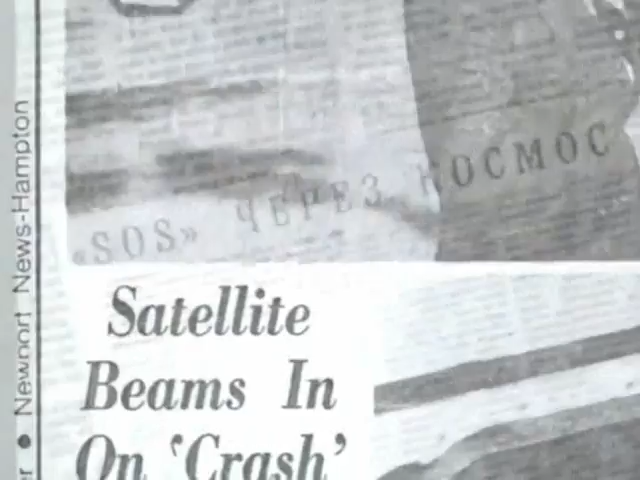 «SOS» ЧЕРЕЗ КОСМОС
Satellite
Beams In
On ‘Crash’
Newport News-Hampton